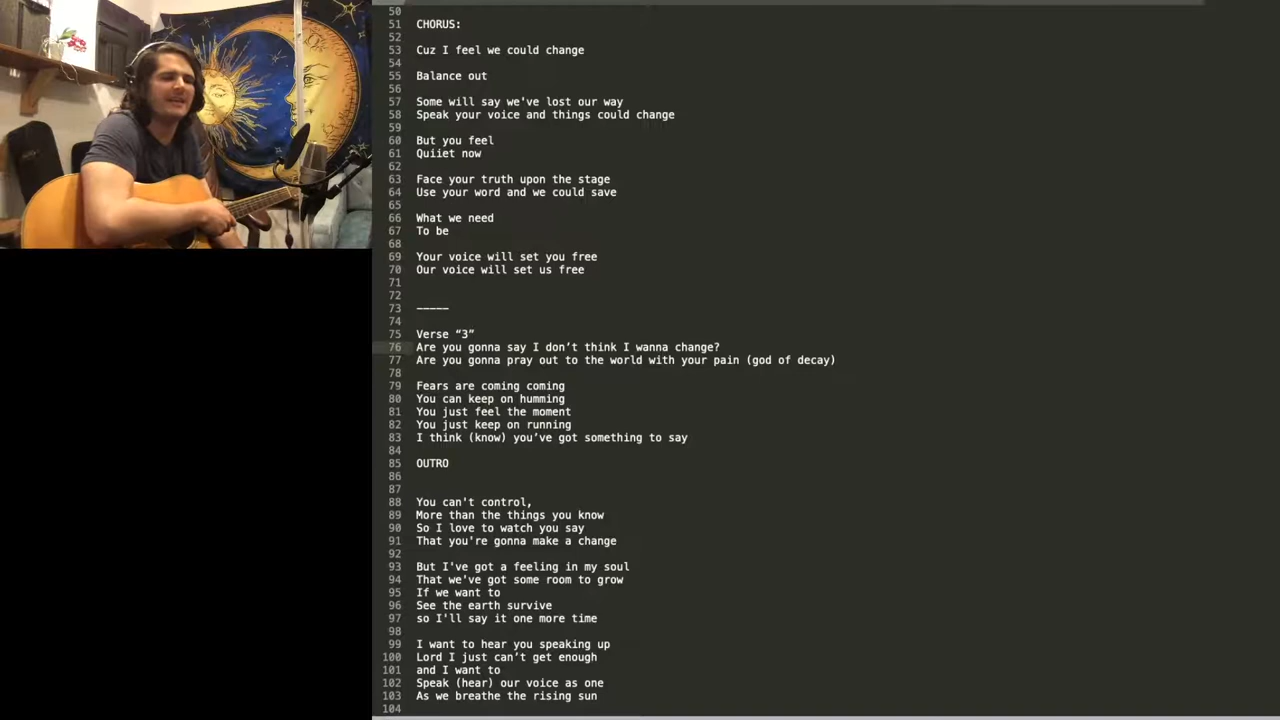 50
51 CHORUS:
52
53 Cuz I feel we could change
54
55 Balance out
56
57 Some will say we've lost our way
58 Speak your voice and things could change
59
60 But you feel
61 Quiiet now
62
63 Face your truth upon the stage
64 Use your word and we could save
65
66 What we need
67 To be
68
69 Your voice will set you free
70 Our voice will set us free
71
72
73 -----
74
75 Verse “3”
76 Are you gonna say I don’t think I wanna change?
77 Are you gonna pray out to the world with your pain (god of decay)
78
79 Fears are coming coming
80 You can keep on humming
81 You just feel the moment
82 You just keep on running
83 I think (know) you’ve got something to say
84
85 OUTRO
86
87
88 You can't control,
89 More than the things you know
90 So I love to watch you say
91 That you're gonna make a change
92
93 But I've got a feeling in my soul
94 That we've got some room to grow
95 If we want to
96 See the earth survive
97 so I'll say it one more time
98
99 I want to hear you speaking up
100 Lord I just can’t get enough
101 and I want to
102 Speak (hear) our voice as one
103 As we breathe the rising sun
104